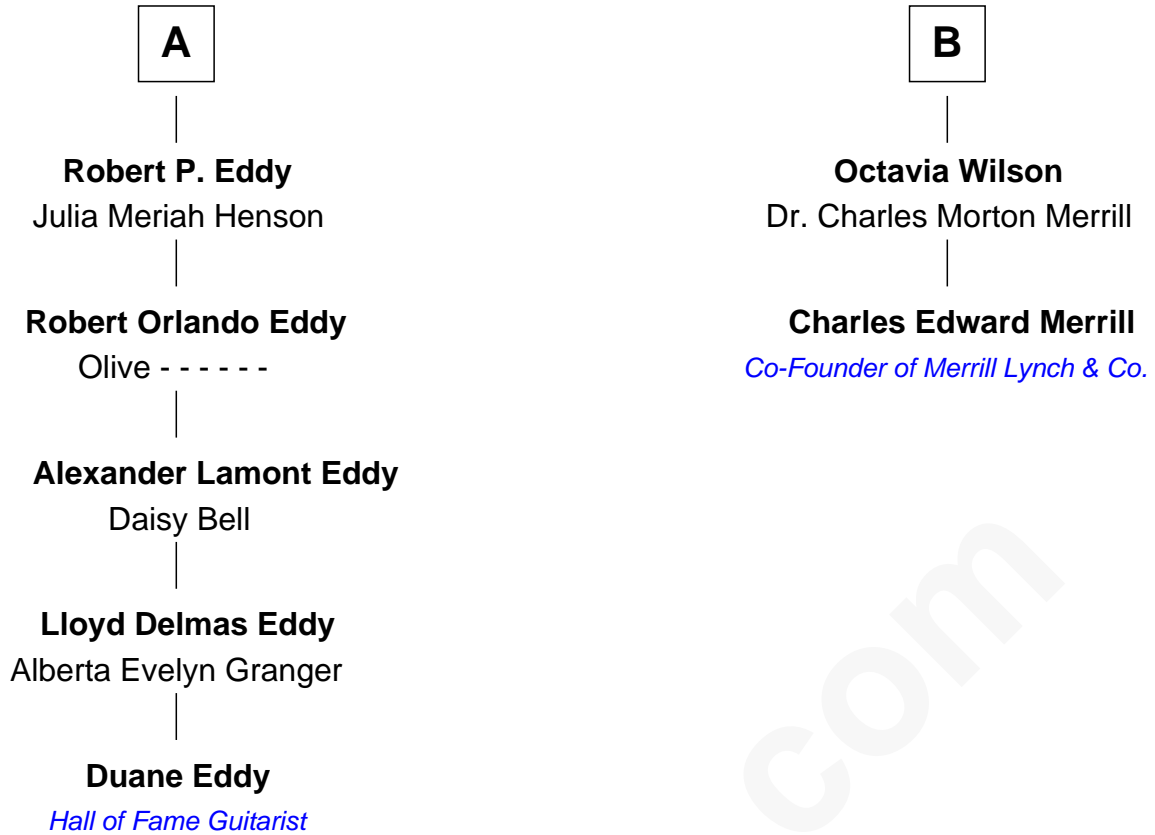 A
Robert P. Eddy
Julia Meriah Henson
Robert Orlando Eddy
Olive - - - - - -
Alexander Lamont Eddy
Daisy Bell
Lloyd Delmas Eddy
Alberta Evelyn Granger
Duane Eddy
Hall of Fame Guitarist
B
Octavia Wilson
Dr. Charles Morton Merrill
Charles Edward Merrill
Co-Founder of Merrill Lynch & Co.
com